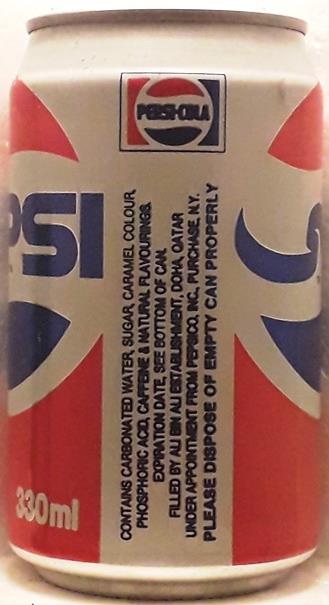 PEPSI-COLA
PSI
CONTAINS CARBONATED WATER, SUGAR, CARAMEL COLOUR,
PHOSPHORIC ACID, CAFFEINE & NATURAL FLAVOURINGS.
EXPIRATION DATE, SEE BOTTOM OF CAN.
FILLED BY ALI BIN ALI ESTABLISHMENT, DOHA, QATAR
UNDER APPOINTMENT FROM PEPSICO, INC., PURCHASE, N.Y.
PLEASE DISPOSE OF EMPTY CAN PROPERLY
330ml